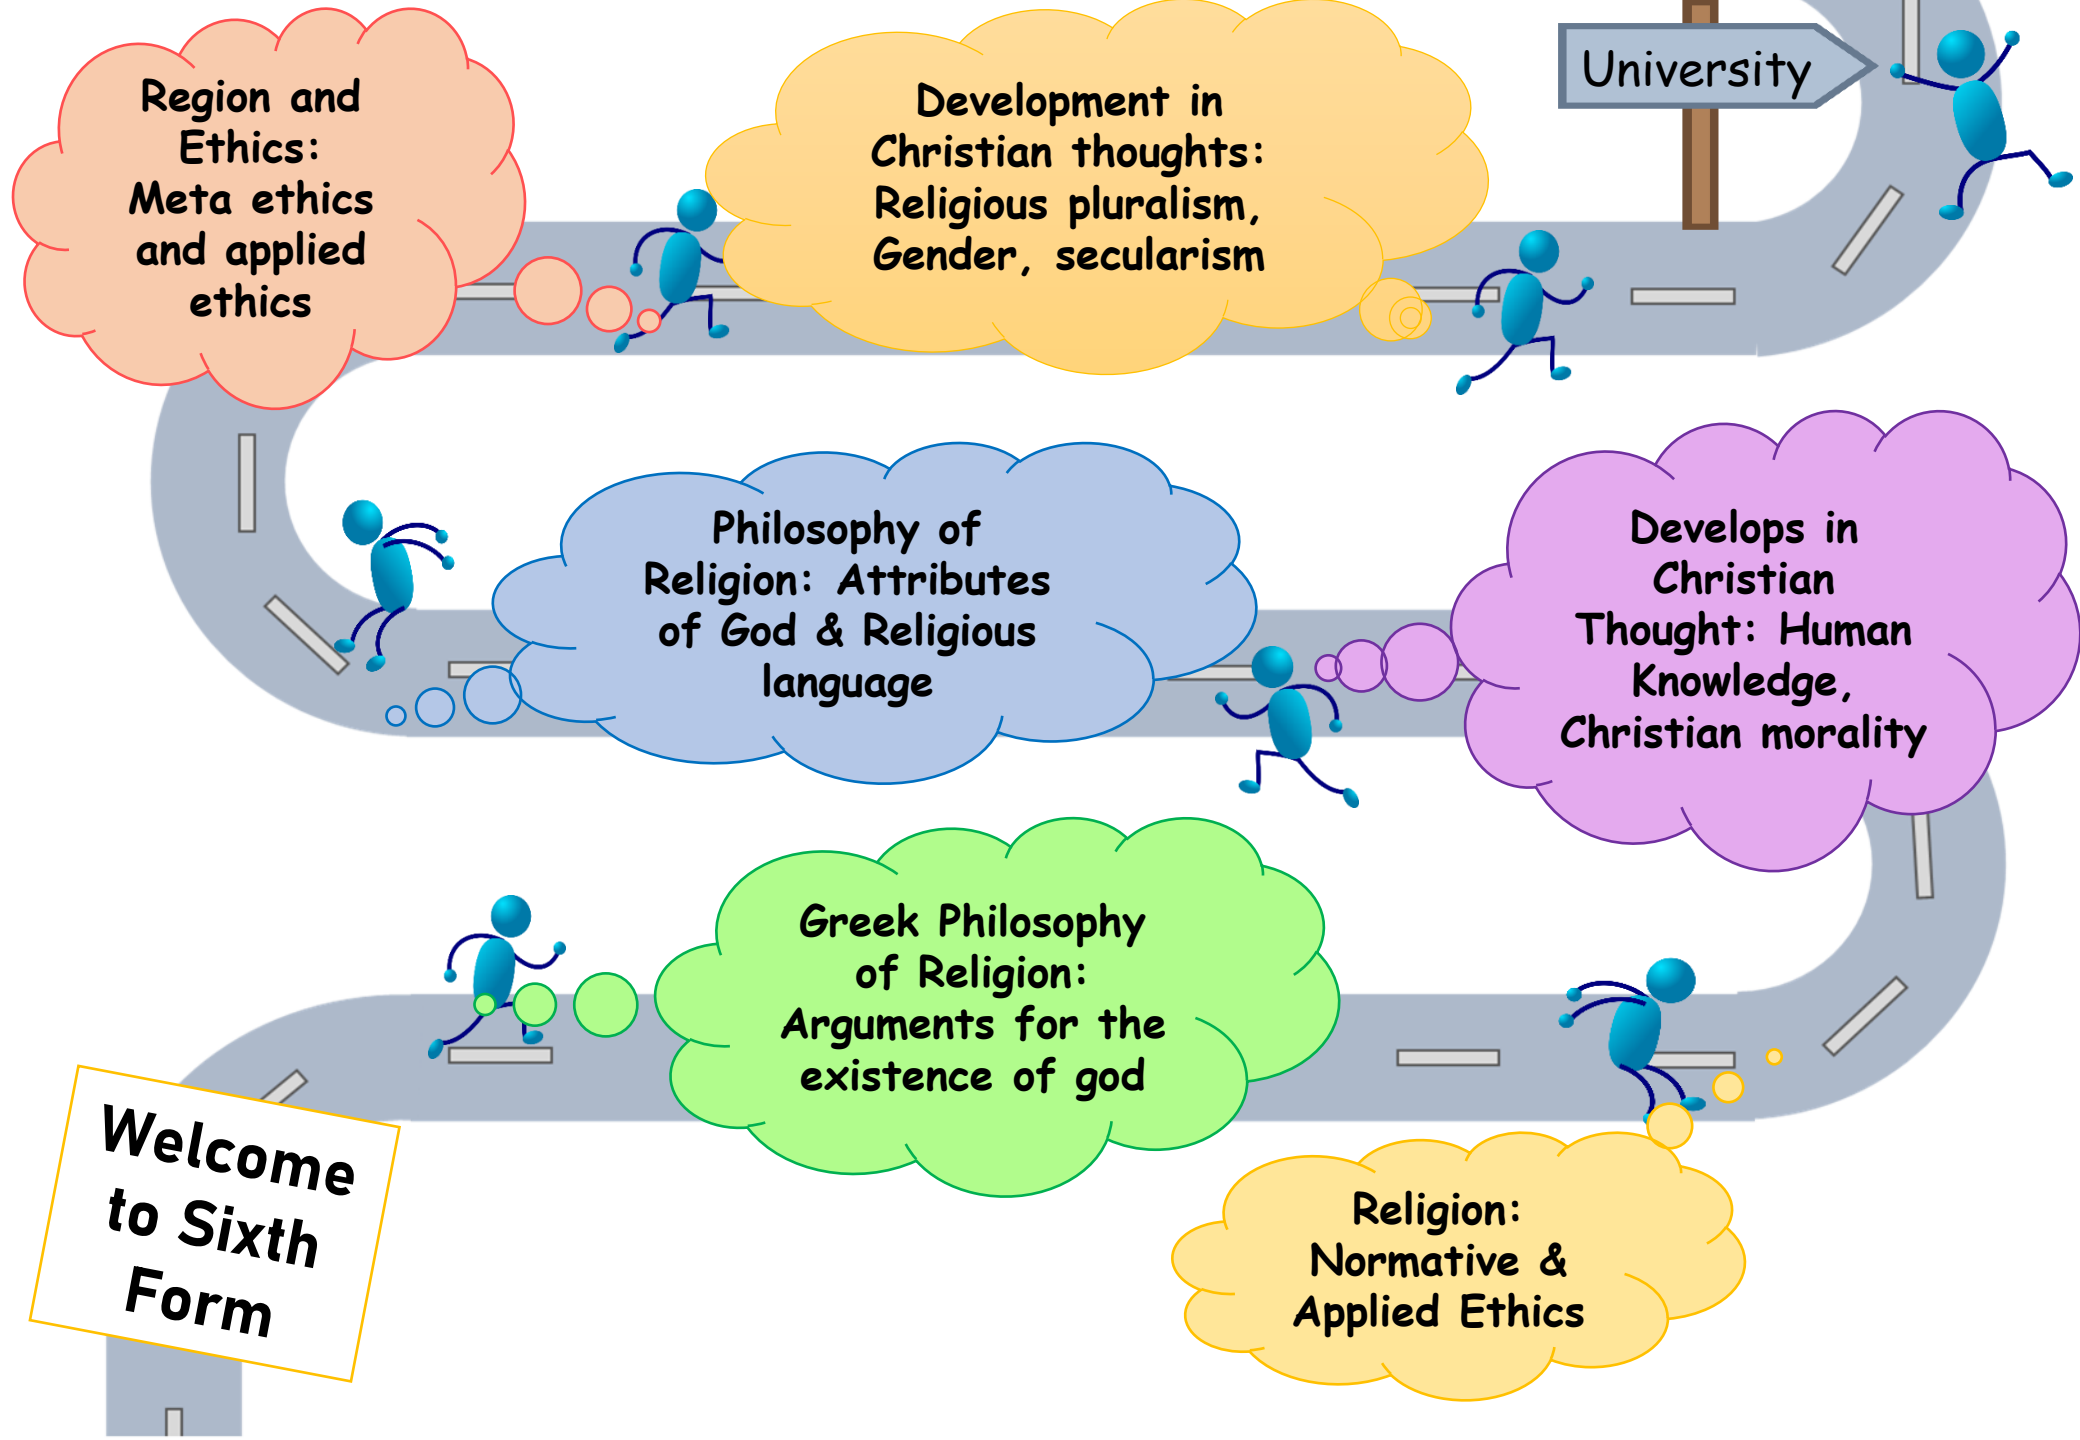 Region and
Ethics:
Meta ethics
and applied
ethics
Development in
Christian thoughts:
Religious pluralism,
Gender, secularism
University
Philosophy of
Religion: Attributes
of God & Religious
language
Develops in
Christian
Thought: Human
Knowledge,
Christian morality
Greek Philosophy
of Religion:
Arguments for the
existence of god
Welcome
to Sixth
Form
Religion:
Normative &
Applied Ethics